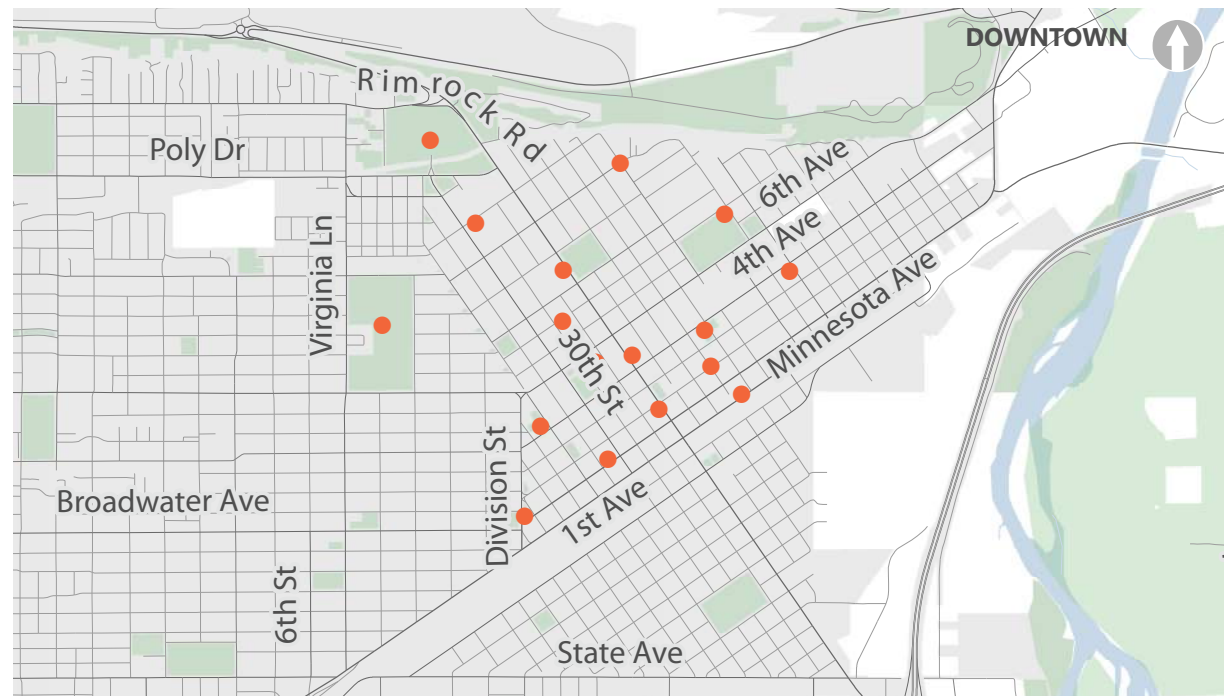 DOWNTOWN
Rimrock Rd
Poly Dr
6th Ave
4th Ave
Virginia Ln
Minnesota Ave
30th St
Division St
Broadwater Ave
1st Ave
6th St
State Ave